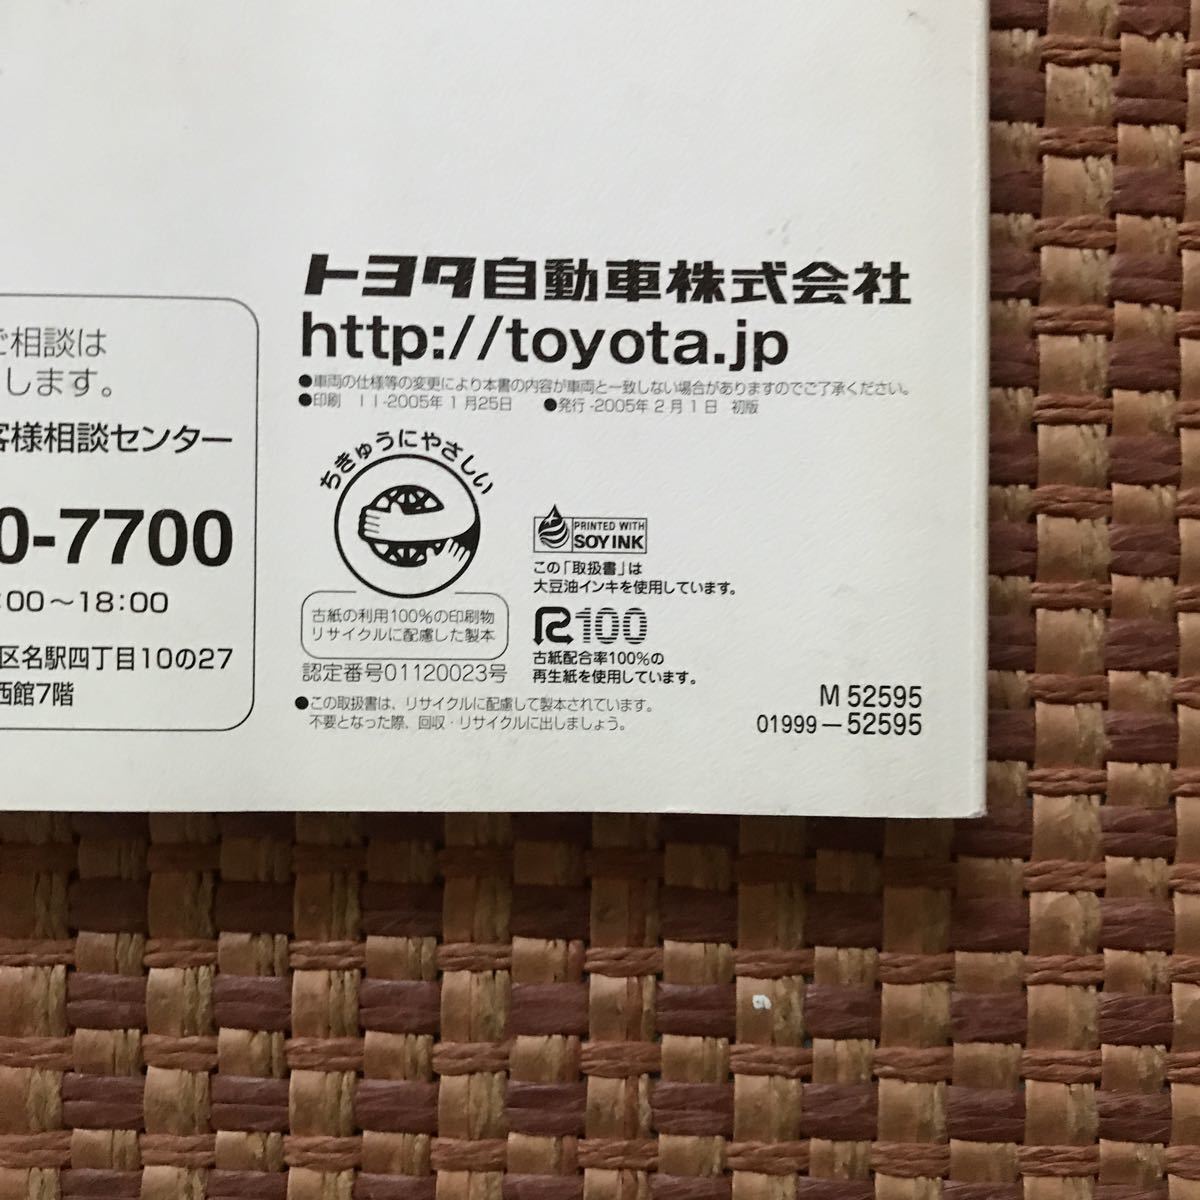 ご相談は
します。
客様相談センター
0-7700
:00～18:00
区名駅四丁目10の27
西館7階
トヨタ自動車株式会社
http://toyota.jp
●車両の仕様等の変更により本書の内容が車両と一致しない場合がありますのでご了承ください。
●印刷 II-2005年1月25日 ●発行-2005年2月1日 初版
ちきゅうにやさしい
古紙の利用100%の印刷物
リサイクルに配慮した製本
認定番号01120023号
PRINTED WITH
SOY INK
この「取扱書」は
大豆油インキを使用しています。
R100
古紙配合率100%の
再生紙を使用しています。
●この取扱書は、リサイクルに配慮して製本されています。
不要となった際、回収・リサイクルに出しましょう。
M 52595
01999－52595